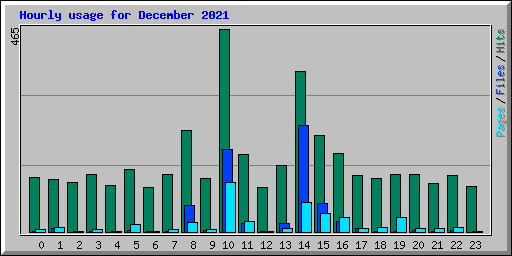 Hourly usage for December 2021
465
Pages/Files/Hits
0 1 2 3 4 5 6 7 8 9 10 11 12 13 14 15 16 17 18 19 20 21 22 23